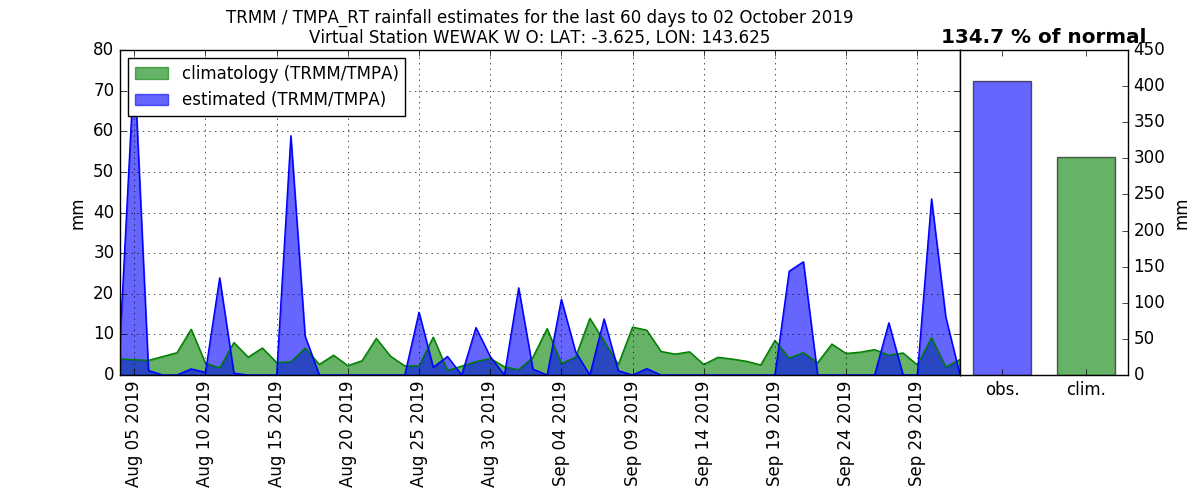 TRMM / TMPA_RT rainfall estimates for the last 60 days to 02 October 2019
Virtual Station WEWAK W O: LAT: -3.625, LON: 143.625
134.7 % of normal
climatology (TRMM/TMPA)
estimated (TRMM/TMPA)
mm
80
70
60
50
40
30
20
10
0
Aug 05 2019
Aug 10 2019
Aug 15 2019
Aug 20 2019
Aug 25 2019
Aug 30 2019
Sep 04 2019
Sep 09 2019
Sep 14 2019
Sep 19 2019
Sep 24 2019
Sep 29 2019
obs.
clim.
450
400
350
300
250
200
150
100
50
0
mm